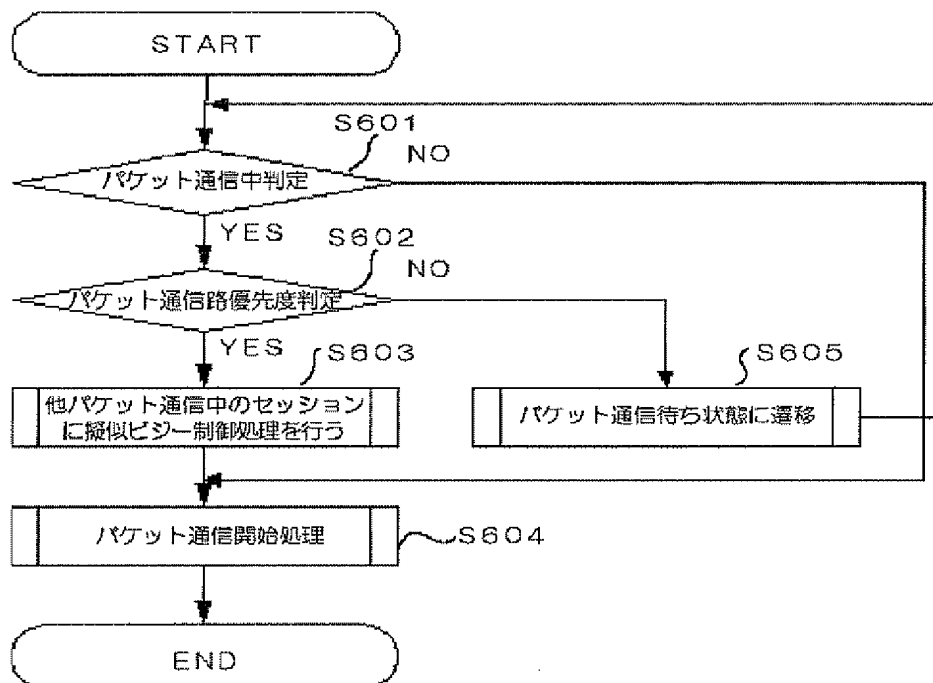 START
S601
NO
パケット通信中判定
YES
S602
NO
パケット通信路優先度判定
YES
S603
S605
他パケット通信中のセッション
に擬似ビジー制御処理を行う
パケット通信待ち状態に遷移
パケット通信開始処理
S604
END